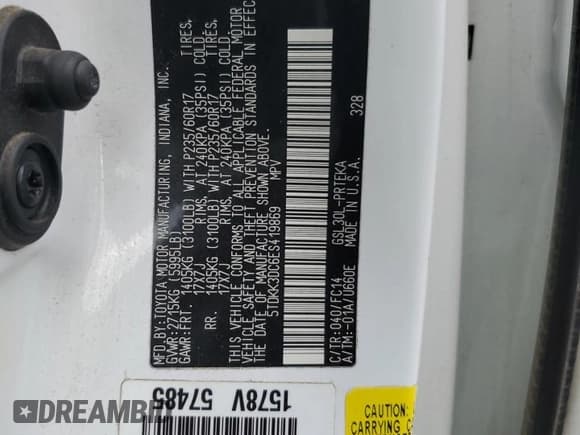 MFD.BY:TOYOTA MOTOR MANUFACTURING, INDIANA, INC.
GVWR:2715KG (5995LB)
GAWR:FRT. 1405KG (3100LB) WITH P235/60R17 TIRES,
17X7J RIMS, AT 240KPA (35PSI) COLD.
RR. 1405KG (3100LB) WITH P235/60R17 TIRES,
17X7J RIMS, AT 240KPA (35PSI) COLD.
THIS VEHICLE CONFORMS TO ALL APPLICABLE FEDERAL MOTOR
VEHICLE SAFETY AND THEFT PREVENTION STANDARDS IN EFFEC
THE DATE OF MANUFACTURE SHOWN ABOVE.
5TDKK3DC6ES419869 MPV
328
C/TR:040/FC14 GSL30L-PRTEKA
A/TM:-01A/U660E MADE IN U.S.A.
1578V 57485
CAUTION:
CARRYING C
DREAMBID